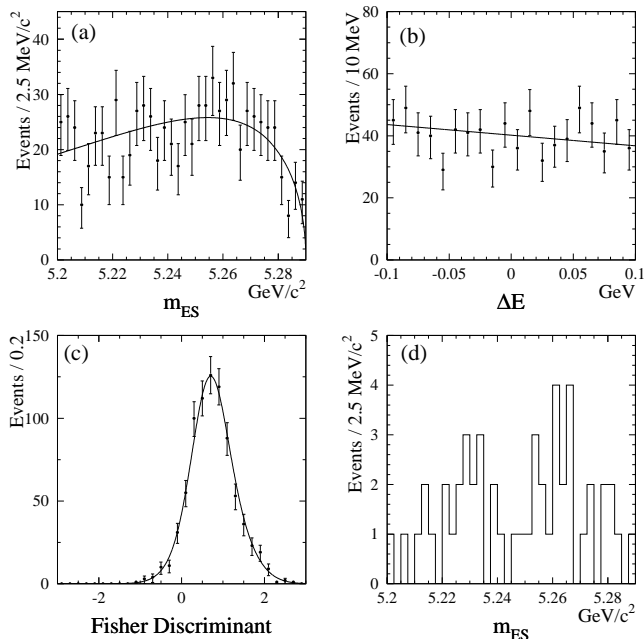 (a)
Events / 2.5 MeV/c²
40
30
20
10
0
5.2 5.22 5.24 5.26 5.28
GeV/c²
m_ES
(b)
Events / 10 MeV
80
60
40
20
0
-0.1 -0.05 0 0.05 0.1
GeV
ΔE
(c)
Events / 0.2
150
100
50
0
-2 0 2
Fisher Discriminant
(d)
Events / 2.5 MeV/c²
5
4
3
2
1
0
5.2 5.22 5.24 5.26 5.28
GeV/c²
m_ES